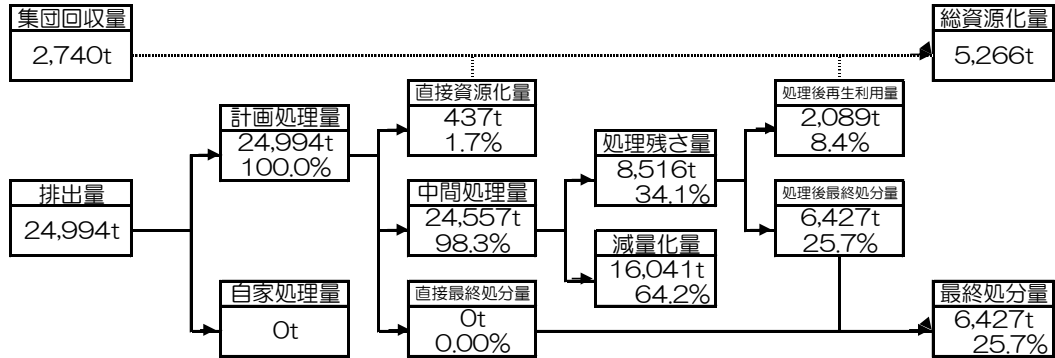 集団回収量
2,740t
総資源化量
5,266t
直接資源化量
437t
1.7%
処理後再生利用量
2,089t
8.4%
計画処理量
24,994t
100.0%
処理残さ量
8,516t
34.1%
排出量
24,994t
中間処理量
24,557t
98.3%
処理後最終処分量
6,427t
25.7%
減量化量
16,041t
64.2%
自家処理量
0t
直接最終処分量
0t
0.00%
最終処分量
6,427t
25.7%